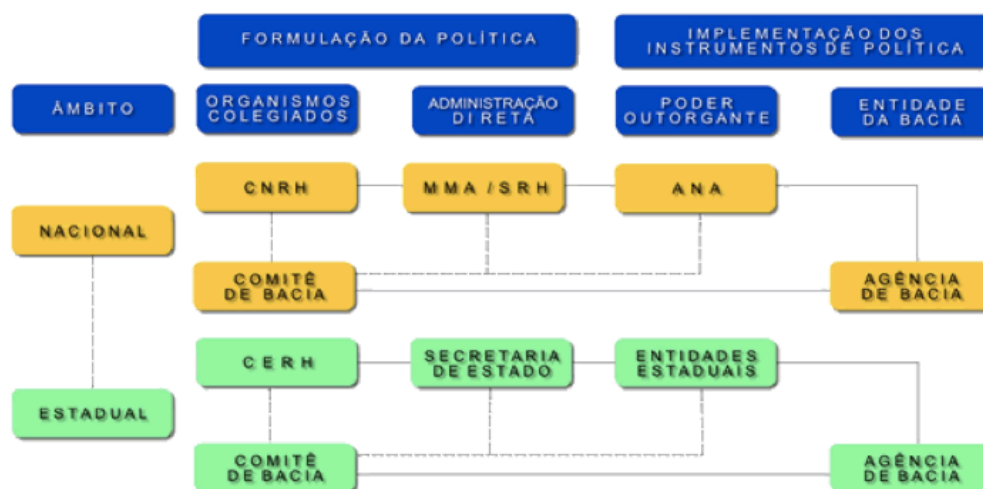 FORMULAÇÃO DA POLÍTICA
IMPLEMENTAÇÃO DOS
INSTRUMENTOS DE POLÍTICA
ÂMBITO
ORGANISMOS
COLEGIADOS
ADMINISTRAÇÃO
DIRETA
PODER
OUTORGANTE
ENTIDADE
DA BACIA
CNRH
MMA / SRH
ANA
NACIONAL
COMITÊ
DE BACIA
AGÊNCIA
DE BACIA
CERH
SECRETARIA
DE ESTADO
ENTIDADES
ESTADUAIS
ESTADUAL
COMITÊ
DE BACIA
AGÊNCIA
DE BACIA